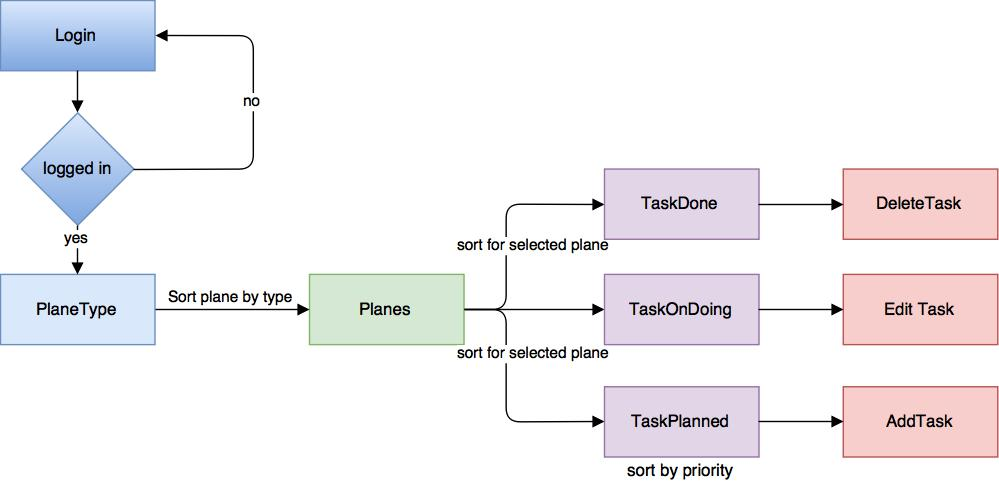 Login
no
logged in
yes
PlaneType
Sort plane by type
Planes
sort for selected plane
sort for selected plane
TaskDone
DeleteTask
TaskOnDoing
Edit Task
TaskPlanned
AddTask
sort by priority